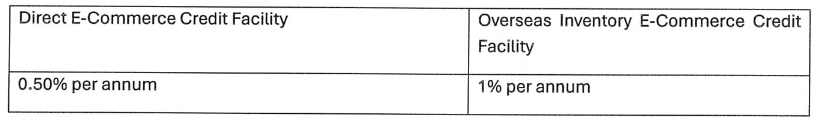 Direct E-Commerce Credit Facility
Overseas Inventory E-Commerce Credit
Facility
0.50% per annum
1% per annum